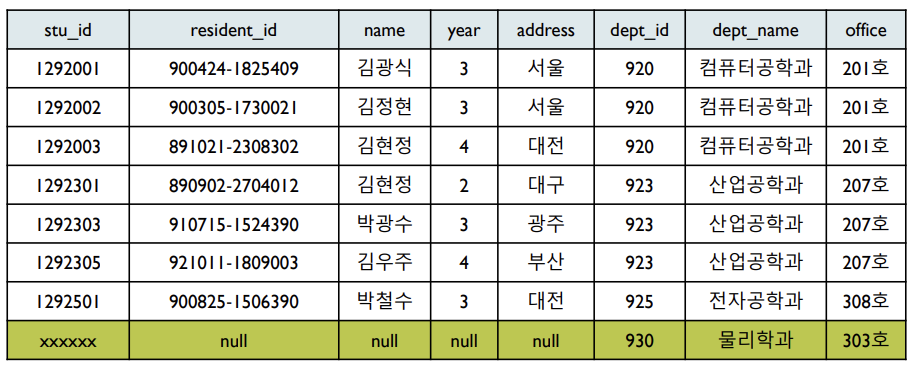 stu_id resident_id name year address dept_id dept_name office
1292001 900424-1825409 김광식 3 서울 920 컴퓨터공학과 201호
1292002 900305-1730021 김정현 3 서울 920 컴퓨터공학과 201호
1292003 891021-2308302 김현정 4 대전 920 컴퓨터공학과 201호
1292301 890902-2704012 김현정 2 대구 923 산업공학과 207호
1292303 910715-1524390 박광수 3 광주 923 산업공학과 207호
1292305 921011-1809003 김우주 4 부산 923 산업공학과 207호
1292501 900825-1506390 박철수 3 대전 925 전자공학과 308호
xxxxxx null null null null 930 물리학과 303호